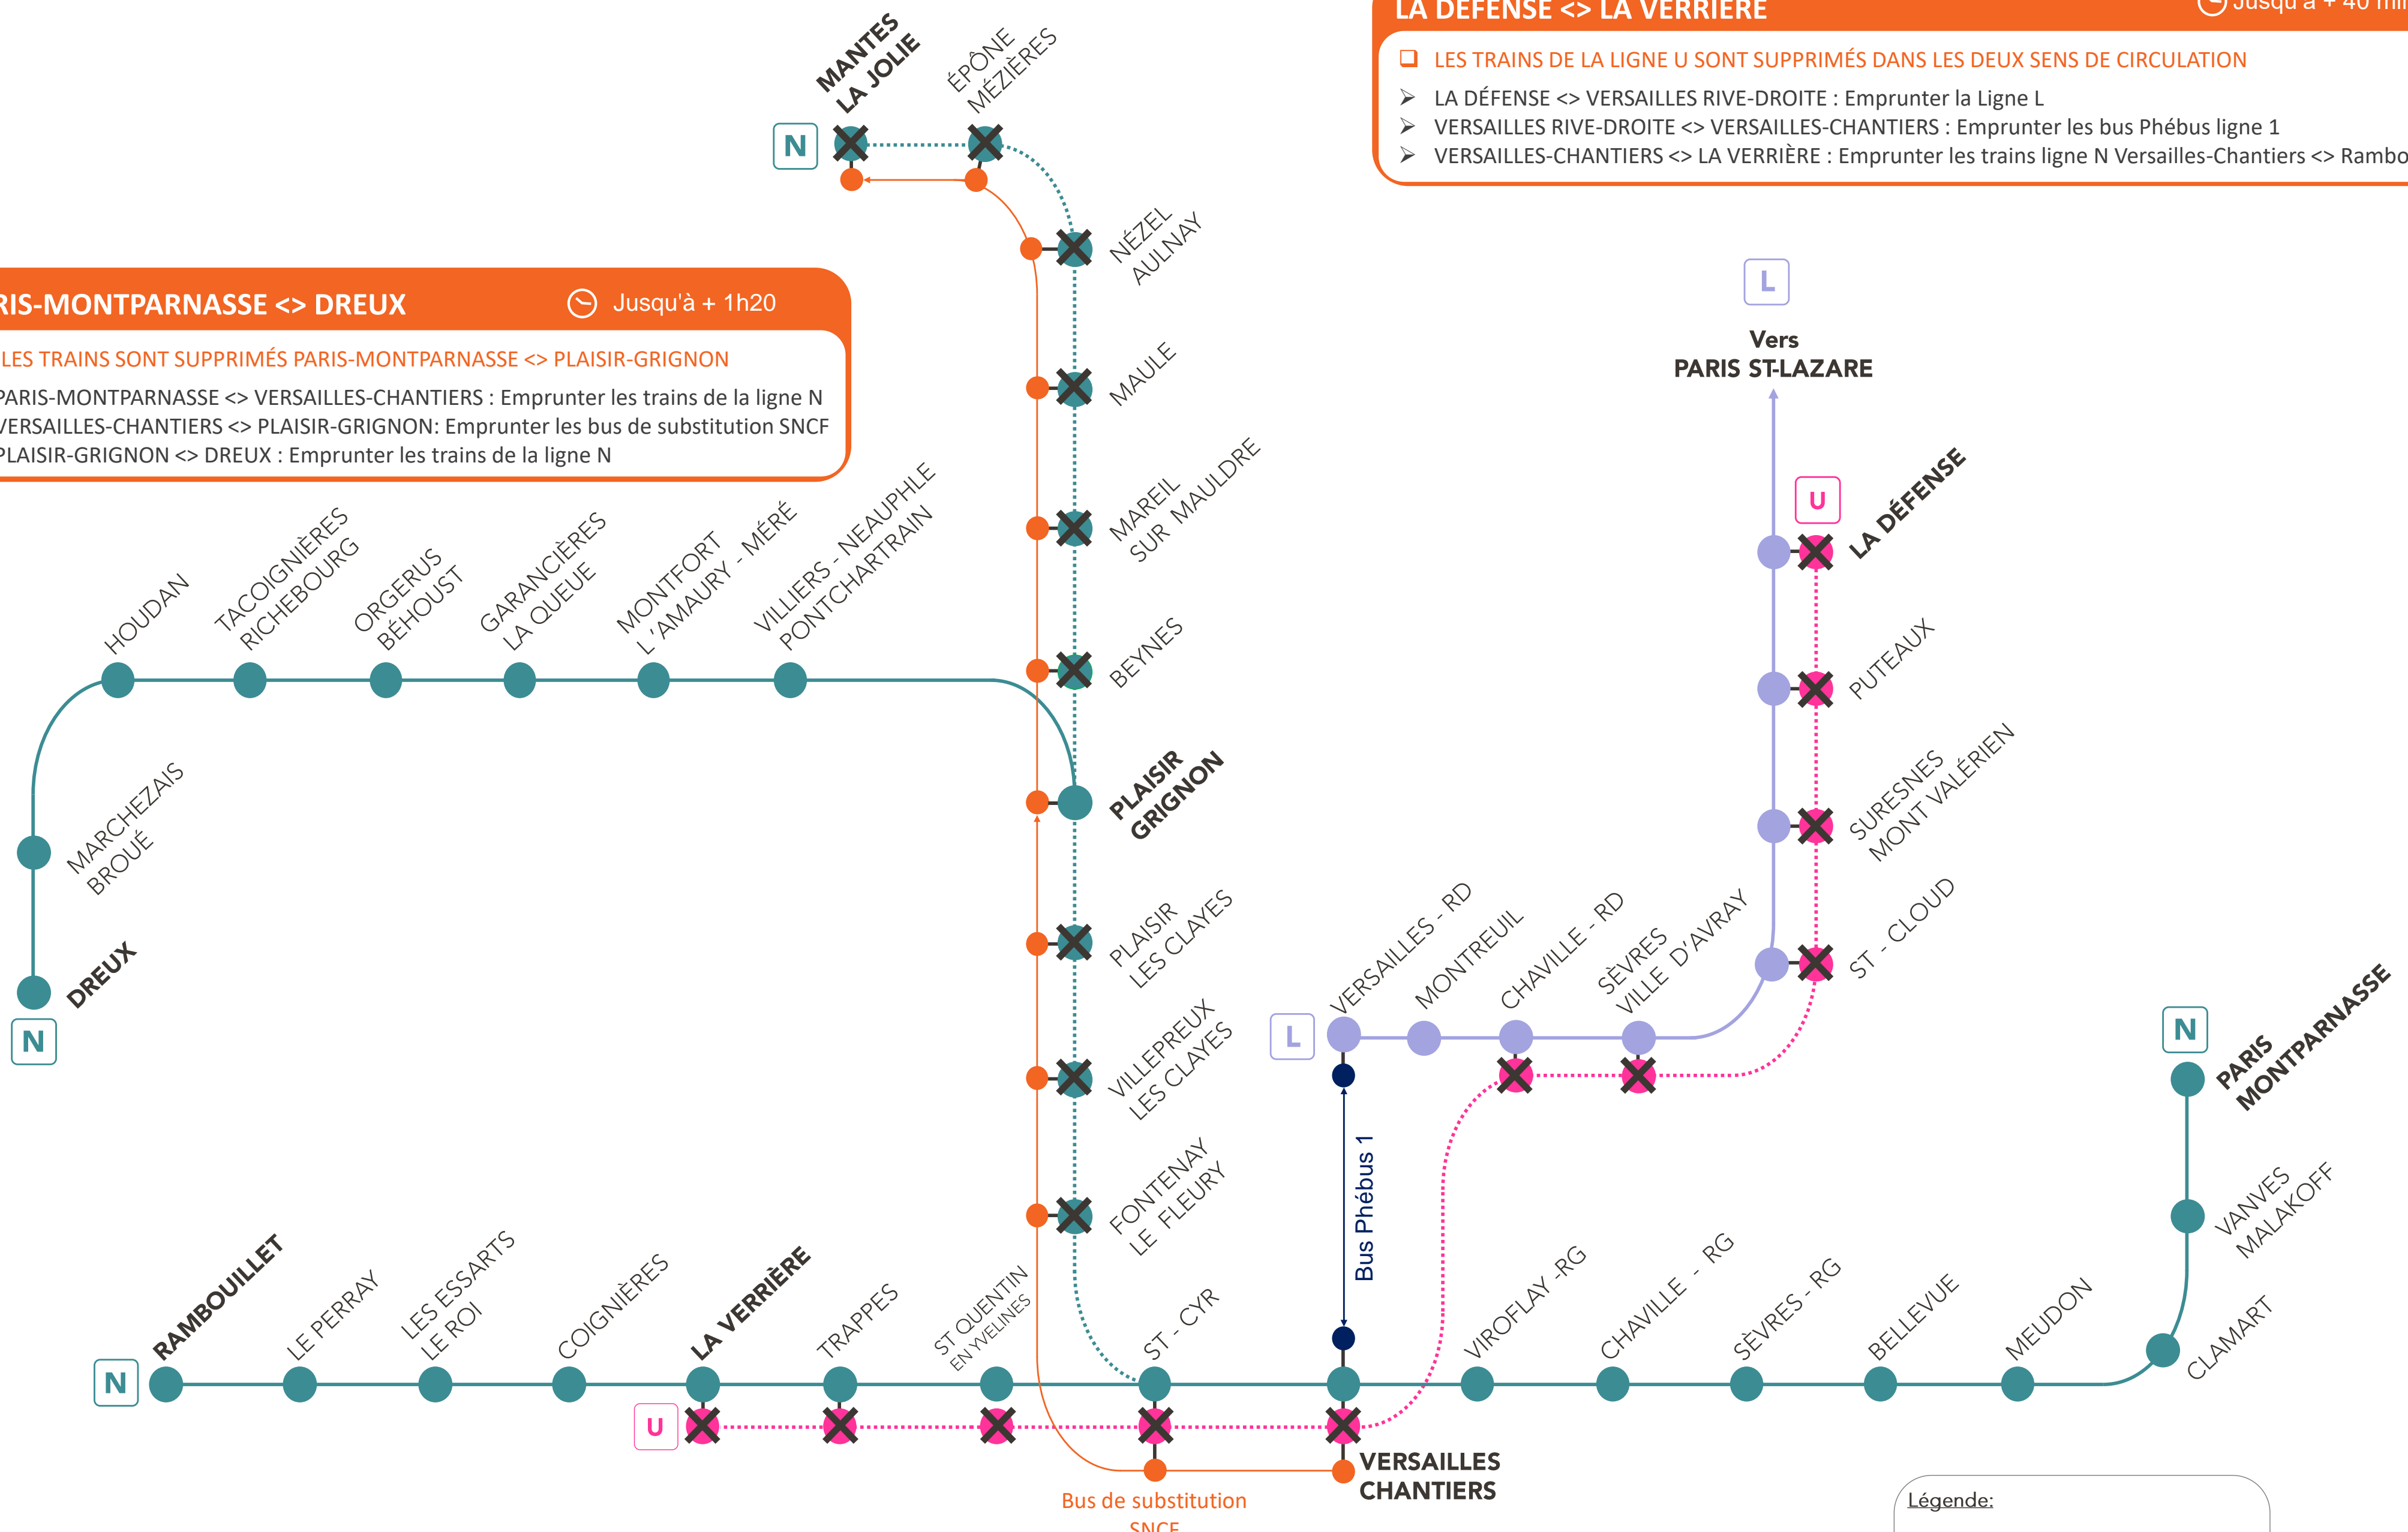 LA DÉFENSE <> LA VERRIÈRE
Jusqu'à + 40 min
LES TRAINS DE LA LIGNE U SONT SUPPRIMÉS DANS LES DEUX SENS DE CIRCULATION
LA DÉFENSE <> VERSAILLES RIVE-DROITE : Emprunter la Ligne L
VERSAILLES RIVE-DROITE <> VERSAILLES-CHANTIERS : Emprunter les bus Phébus ligne 1
VERSAILLES-CHANTIERS <> LA VERRIÈRE : Emprunter les trains ligne N Versailles-Chantiers <> Rambo
MANTES
LA JOLIE
ÉPÔNE
MÉZIÈRES
N
NÉZEL
AULNAY
RIS-MONTPARNASSE <> DREUX
Jusqu'à + 1h20
LES TRAINS SONT SUPPRIMÉS PARIS-MONTPARNASSE <> PLAISIR-GRIGNON
PARIS-MONTPARNASSE <> VERSAILLES-CHANTIERS : Emprunter les trains de la ligne N
VERSAILLES-CHANTIERS <> PLAISIR-GRIGNON: Emprunter les bus de substitution SNCF
PLAISIR-GRIGNON <> DREUX : Emprunter les trains de la ligne N
MAULE
MAREIL
SUR MAULDRE
BEYNES
PLAISIR
GRIGNON
PLAISIR
LES CLAYES
VILLEPREUX
LES CLAYES
FONTENAY
LE FLEURY
HOUDAN
TACOIGNIÈRES
RICHEBOURG
ORGERUS
BÉHOUST
GARANCIÈRES
LA QUEUE
MONTFORT
L'AMAURY - MÉRÉ
VILLIERS - NEAUPHLE
PONTCHARTRAIN
MARCHEZAIS
BROUÉ
DREUX
N
L
Vers
PARIS ST-LAZARE
U
LA DÉFENSE
PUTEAUX
SURESNES
MONT VALÉRIEN
ST - CLOUD
L
VERSAILLES - RD
MONTREUIL
CHAVILLE - RD
SÈVRES
VILLE D'AVRAY
Bus Phébus 1
N
PARIS
MONTPARNASSE
VANVES
MALAKOFF
CLAMART
N
RAMBOUILLET
LE PERRAY
LES ESSARTS
LE ROI
COIGNIÈRES
LA VERRIÈRE
TRAPPES
ST QUENTIN
EN YVELINES
ST - CYR
VIROFLAY -RG
CHAVILLE - RG
SÈVRES - RG
BELLEVUE
MEUDON
U
VERSAILLES
CHANTIERS
Bus de substitution
SNCF
Légende: